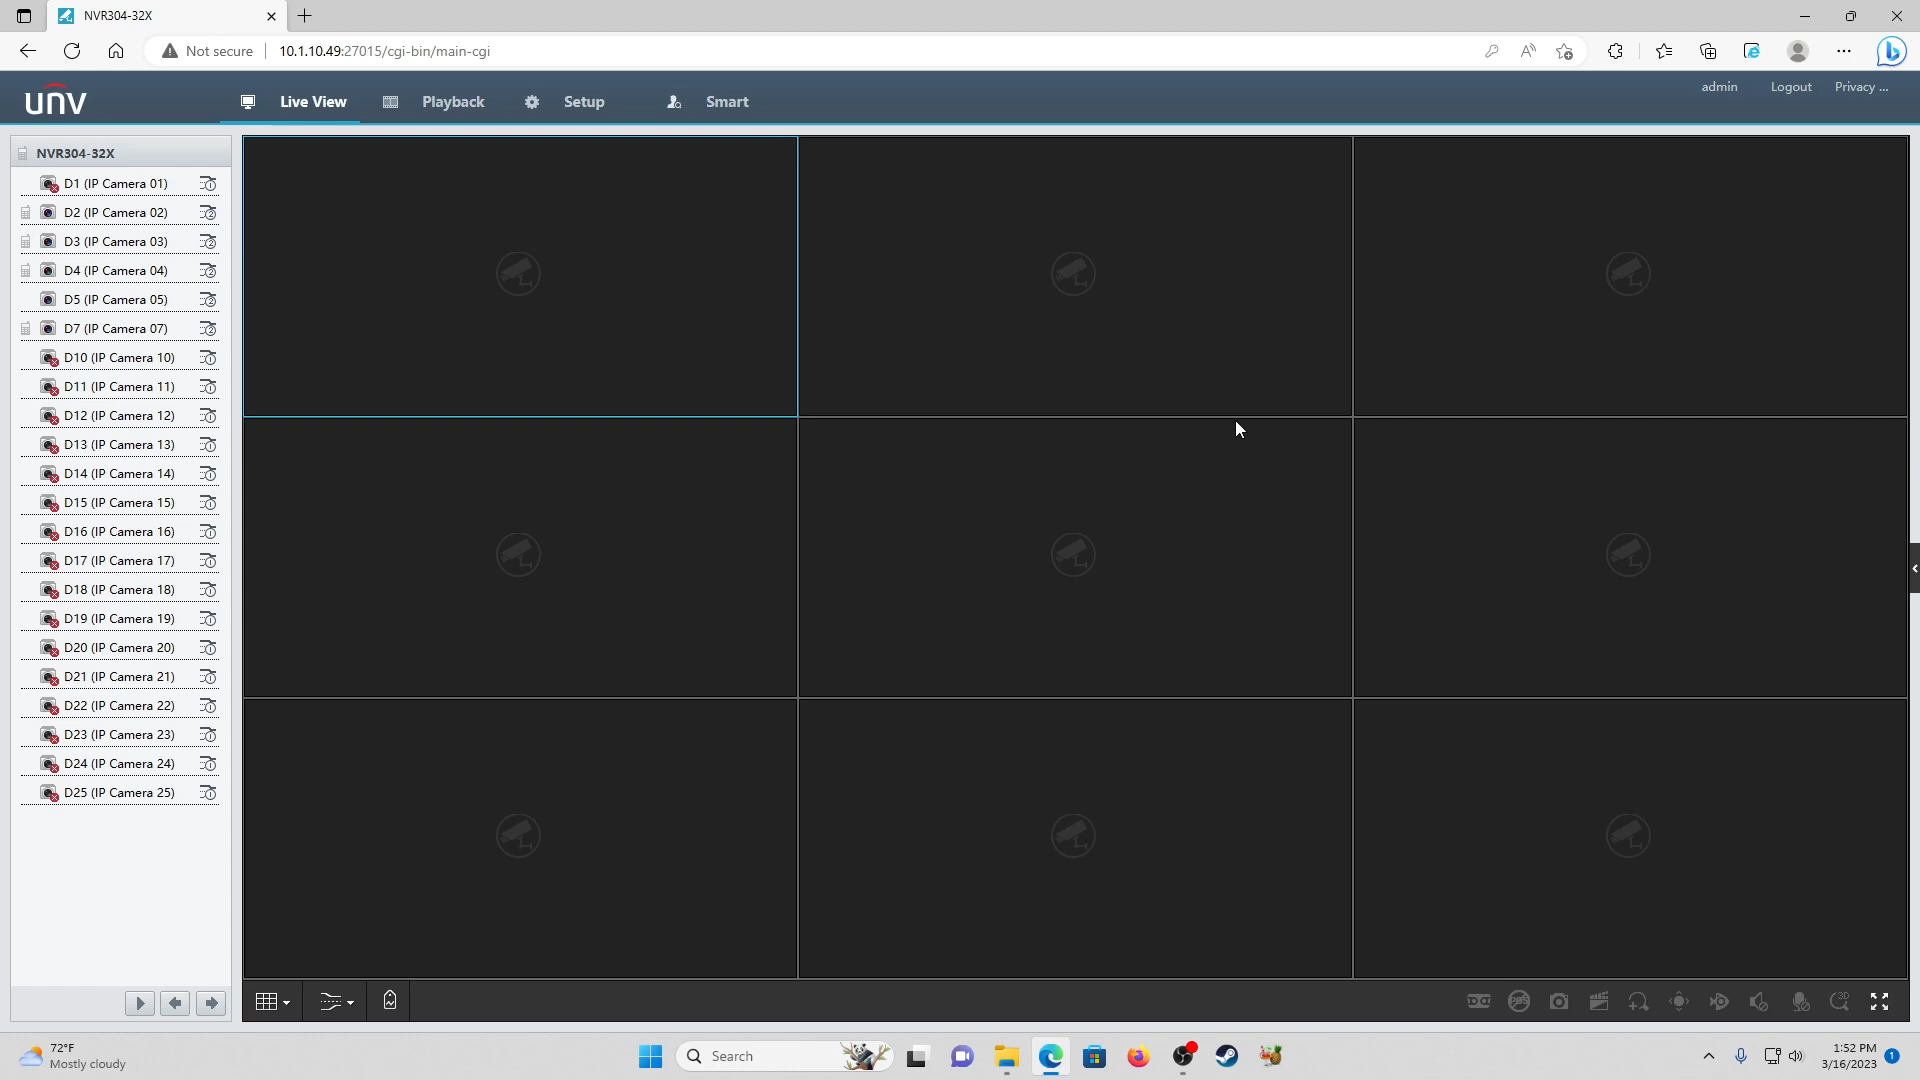 NVR304-32X
Not secure 10.1.10.49:27015/cgi-bin/main-cgi
unv Live View Playback Setup Smart admin Logout Privacy ...
NVR304-32X
D1 (IP Camera 01)
D2 (IP Camera 02)
D3 (IP Camera 03)
D4 (IP Camera 04)
D5 (IP Camera 05)
D7 (IP Camera 07)
D10 (IP Camera 10)
D11 (IP Camera 11)
D12 (IP Camera 12)
D13 (IP Camera 13)
D14 (IP Camera 14)
D15 (IP Camera 15)
D16 (IP Camera 16)
D17 (IP Camera 17)
D18 (IP Camera 18)
D19 (IP Camera 19)
D20 (IP Camera 20)
D21 (IP Camera 21)
D22 (IP Camera 22)
D23 (IP Camera 23)
D24 (IP Camera 24)
D25 (IP Camera 25)
72°F
Mostly cloudy
Search
1:52 PM
3/16/2023
1